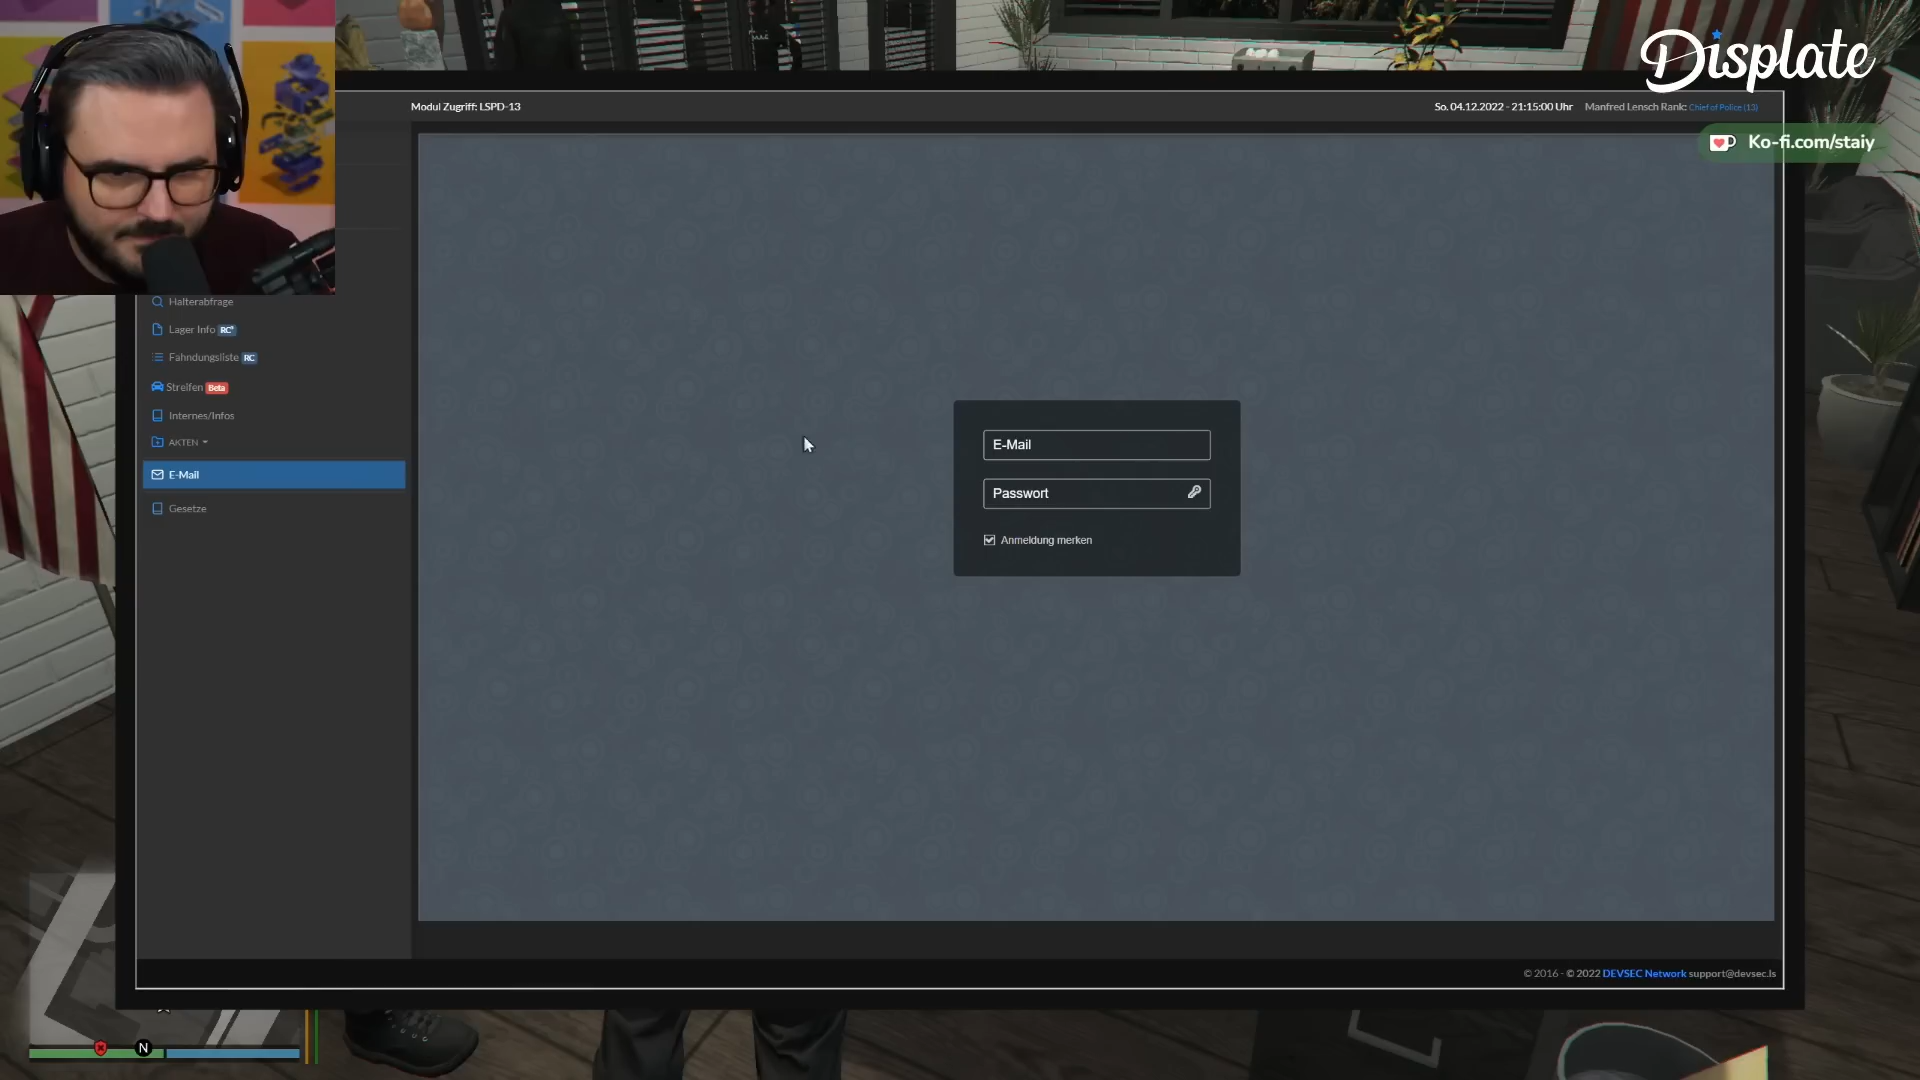 Displate
Modul Zugriff: LSPD-13
So. 04.12.2022 - 21:15:00 Uhr
Manfred Lensch Rank: Chief of Police (13)
Ko-fi.com/staiy
Halterabfrage
Lager Info RC²
Fahndungsliste RC
Streifen Beta
Internes/Infos
AKTEN
E-Mail
Gesetze
E-Mail
Passwort
Anmeldung merken
© 2016 - © 2022 DEVSEC Network support@devsec.ls
N